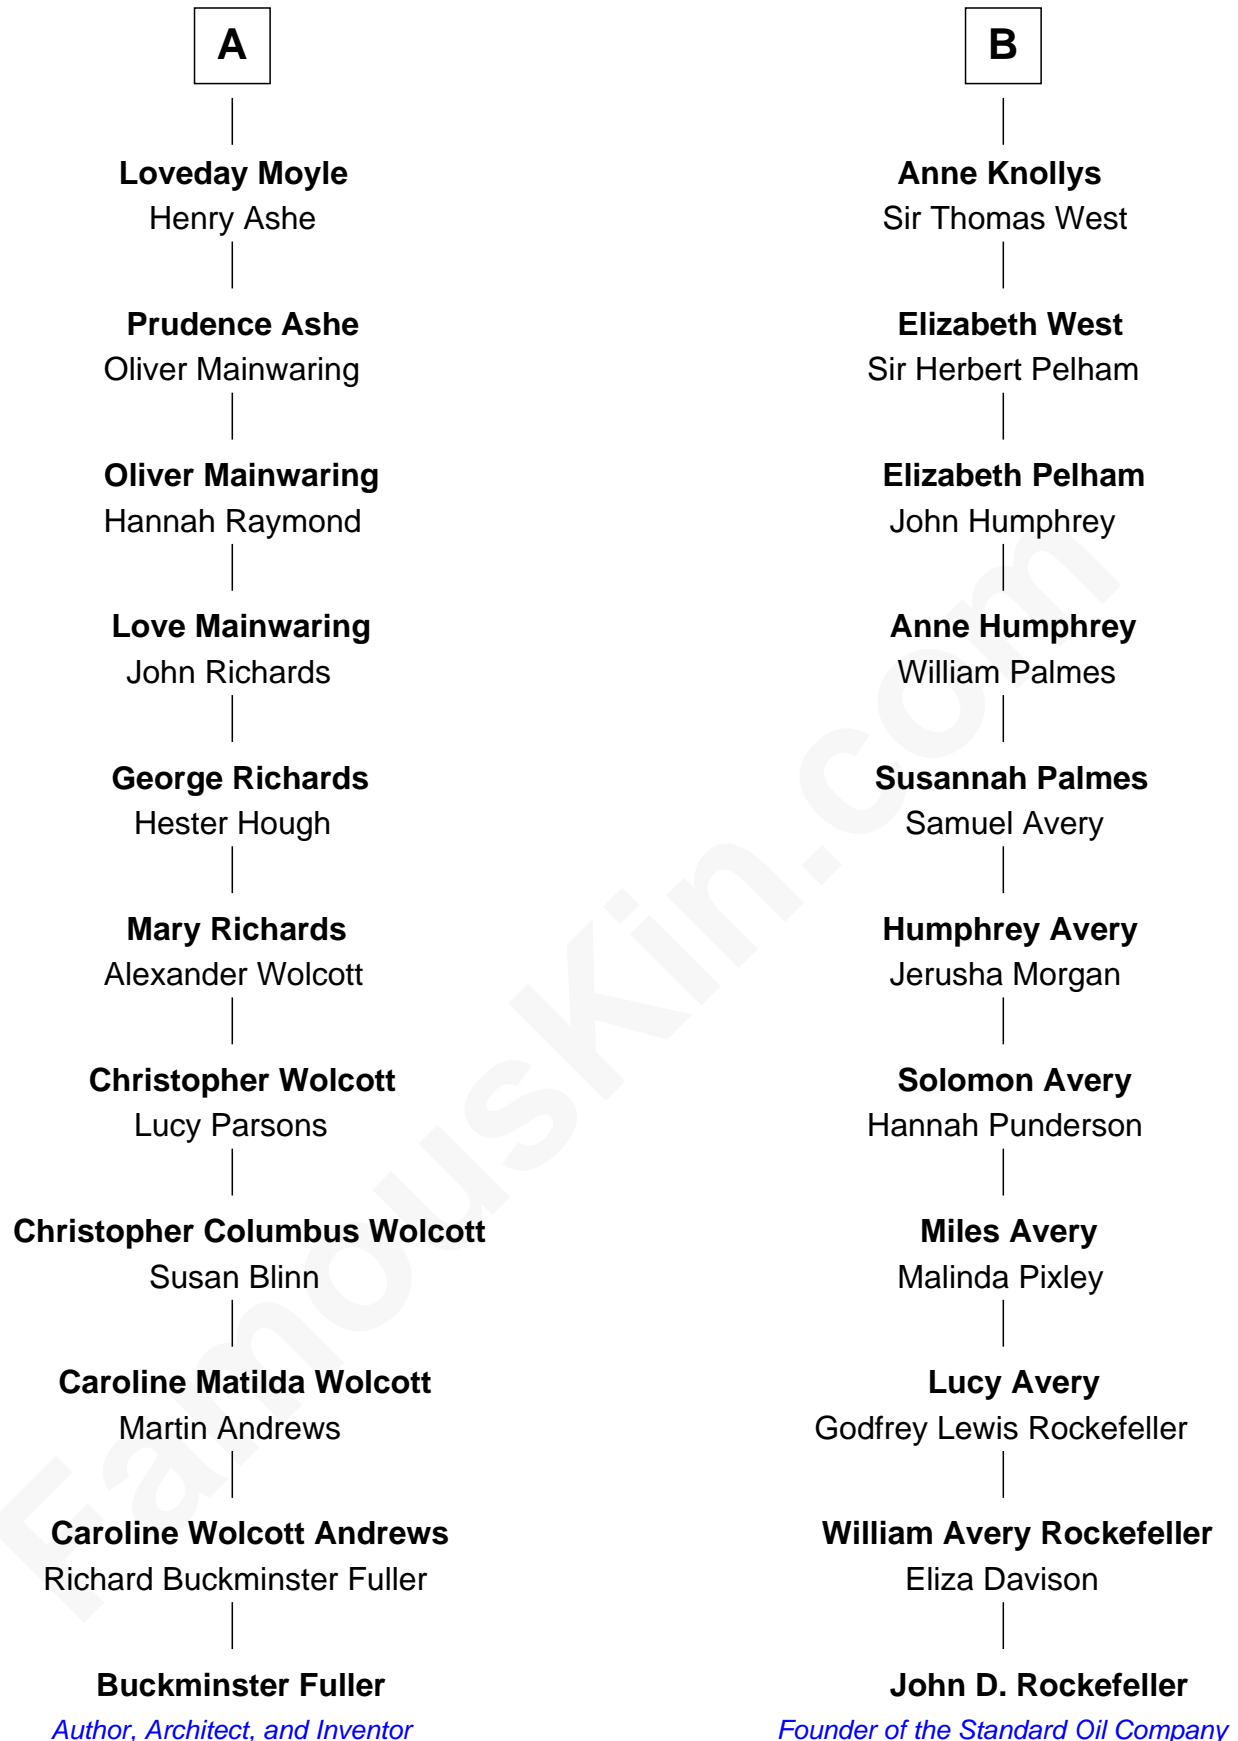 A
Loveday Moyle
Henry Ashe
Prudence Ashe
Oliver Mainwaring
Oliver Mainwaring
Hannah Raymond
Love Mainwaring
John Richards
George Richards
Hester Hough
Mary Richards
Alexander Wolcott
Christopher Wolcott
Lucy Parsons
Christopher Columbus Wolcott
Susan Blinn
Caroline Matilda Wolcott
Martin Andrews
Caroline Wolcott Andrews
Richard Buckminster Fuller
Buckminster Fuller
Author, Architect, and Inventor
B
Anne Knollys
Sir Thomas West
Elizabeth West
Sir Herbert Pelham
Elizabeth Pelham
John Humphrey
Anne Humphrey
William Palmes
Susannah Palmes
Samuel Avery
Humphrey Avery
Jerusha Morgan
Solomon Avery
Hannah Punderson
Miles Avery
Malinda Pixley
Lucy Avery
Godfrey Lewis Rockefeller
William Avery Rockefeller
Eliza Davison
John D. Rockefeller
Founder of the Standard Oil Company
FamousKin.com